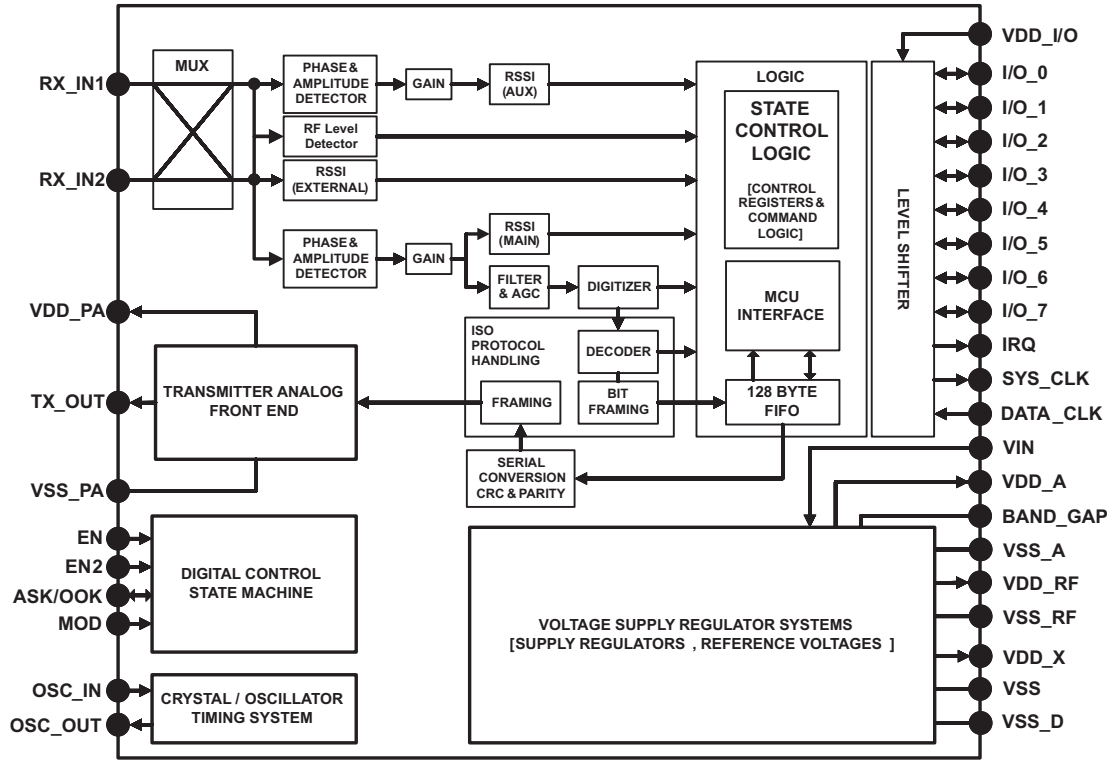 RX_IN1
RX_IN2
VDD_PA
TX_OUT
VSS_PA
EN
EN2
ASK/OOK
MOD
OSC_IN
OSC_OUT
MUX
PHASE &
AMPLITUDE
DETECTOR
GAIN
RSSI
(AUX)
RF Level
Detector
RSSI
(EXTERNAL)
PHASE &
AMPLITUDE
DETECTOR
GAIN
RSSI
(MAIN)
FILTER
& AGC
DIGITIZER
ISO
PROTOCOL
HANDLING
DECODER
FRAMING
BIT
FRAMING
SERIAL
CONVERSION
CRC & PARITY
TRANSMITTER ANALOG
FRONT END
DIGITAL CONTROL
STATE MACHINE
CRYSTAL / OSCILLATOR
TIMING SYSTEM
LOGIC
STATE
CONTROL
LOGIC
[CONTROL
REGISTERS &
COMMAND
LOGIC]
MCU
INTERFACE
128 BYTE
FIFO
LEVEL SHIFTER
VOLTAGE SUPPLY REGULATOR SYSTEMS
[SUPPLY REGULATORS , REFERENCE VOLTAGES ]
VDD_I/O
I/O_0
I/O_1
I/O_2
I/O_3
I/O_4
I/O_5
I/O_6
I/O_7
IRQ
SYS_CLK
DATA_CLK
VIN
VDD_A
BAND_GAP
VSS_A
VDD_RF
VSS_RF
VDD_X
VSS
VSS_D